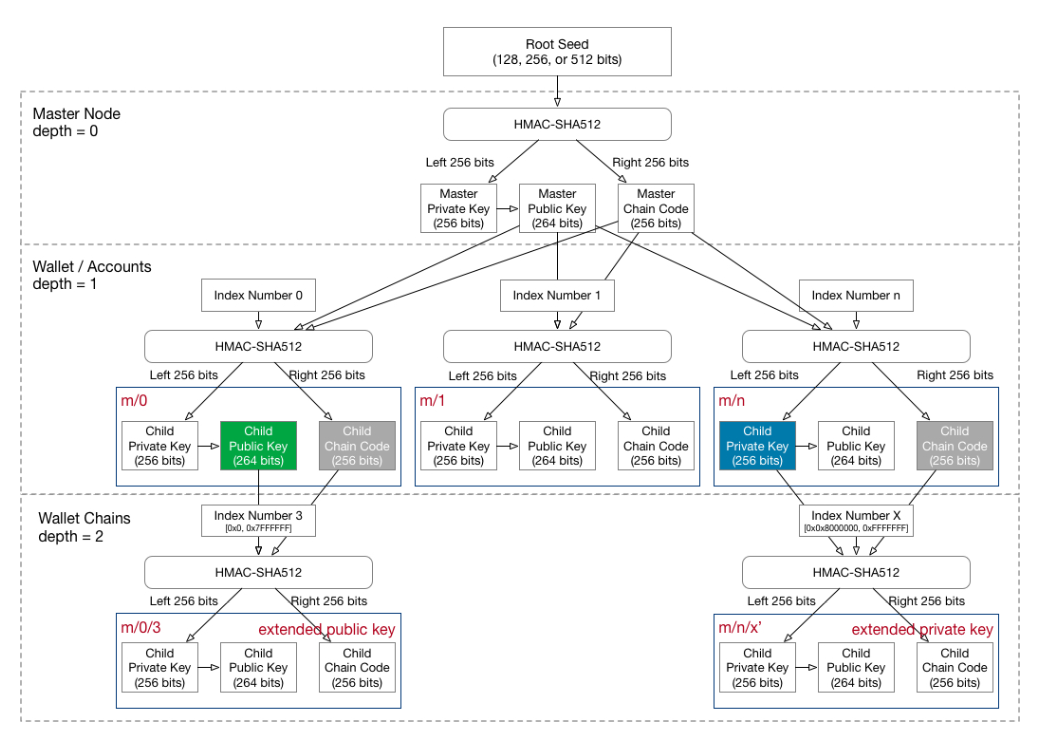 Root Seed
(128, 256, or 512 bits)
Master Node
depth = 0
HMAC-SHA512
Left 256 bits
Right 256 bits
Master
Private Key
(256 bits)
Master
Public Key
(264 bits)
Master
Chain Code
(256 bits)
Wallet / Accounts
depth = 1
Index Number 0
Index Number 1
Index Number n
HMAC-SHA512
HMAC-SHA512
HMAC-SHA512
Left 256 bits
Right 256 bits
Left 256 bits
Right 256 bits
Left 256 bits
Right 256 bits
m/0
Child
Private Key
(256 bits)
Child
Public Key
(264 bits)
Child
Chain Code
(256 bits)
m/1
Child
Private Key
(256 bits)
Child
Public Key
(264 bits)
Child
Chain Code
(256 bits)
m/n
Child
Private Key
(256 bits)
Child
Public Key
(264 bits)
Child
Chain Code
(256 bits)
Wallet Chains
depth = 2
Index Number 3
[0x0, 0x7FFFFFF]
Index Number X
[0x0x8000000, 0xFFFFFFF]
HMAC-SHA512
HMAC-SHA512
Left 256 bits
Right 256 bits
Left 256 bits
Right 256 bits
m/0/3
extended public key
Child
Private Key
(256 bits)
Child
Public Key
(264 bits)
Child
Chain Code
(256 bits)
m/n/x’
extended private key
Child
Private Key
(256 bits)
Child
Public Key
(264 bits)
Child
Chain Code
(256 bits)